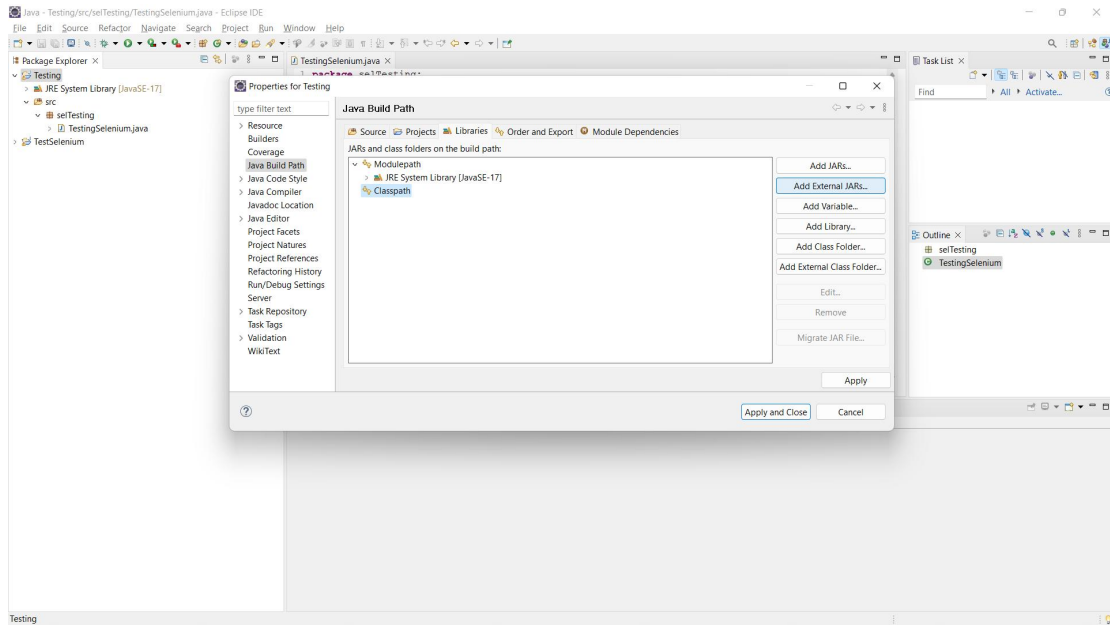 Java - Testing/src/selTesting/TestingSelenium.java - Eclipse IDE
File Edit Source Refactor Navigate Search Project Run Window Help
Package Explorer
Testing
JRE System Library [JavaSE-17]
src
selTesting
TestingSelenium.java
TestSelenium
TestingSelenium.java
1 package selTesting;
Properties for Testing
type filter text
Resource
Builders
Coverage
Java Build Path
Java Code Style
Java Compiler
Javadoc Location
Java Editor
Project Facets
Project Natures
Project References
Refactoring History
Run/Debug Settings
Server
Task Repository
Task Tags
Validation
WikiText
Java Build Path
Source Projects Libraries Order and Export Module Dependencies
JARs and class folders on the build path:
Modulepath
JRE System Library [JavaSE-17]
Classpath
Add JARs...
Add External JARs...
Add Variable...
Add Library...
Add Class Folder...
Add External Class Folder...
Edit...
Remove
Migrate JAR File...
Apply
Apply and Close Cancel
Task List
Find All Activate...
Outline
selTesting
TestingSelenium
Testing